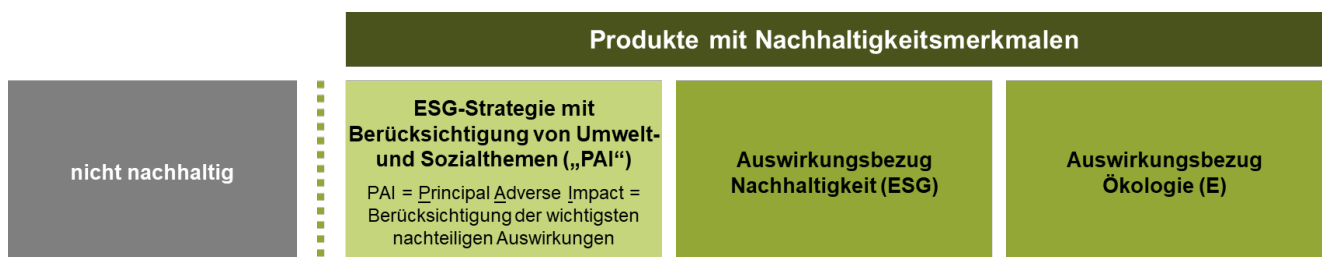 Produkte mit Nachhaltigkeitsmerkmalen
nicht nachhaltig
ESG-Strategie mit
Berücksichtigung von Umwelt-
und Sozialthemen („PAI“)
PAI = Principal Adverse Impact =
Berücksichtigung der wichtigsten
nachteiligen Auswirkungen
Auswirkungsbezug
Nachhaltigkeit (ESG)
Auswirkungsbezug
Ökologie (E)